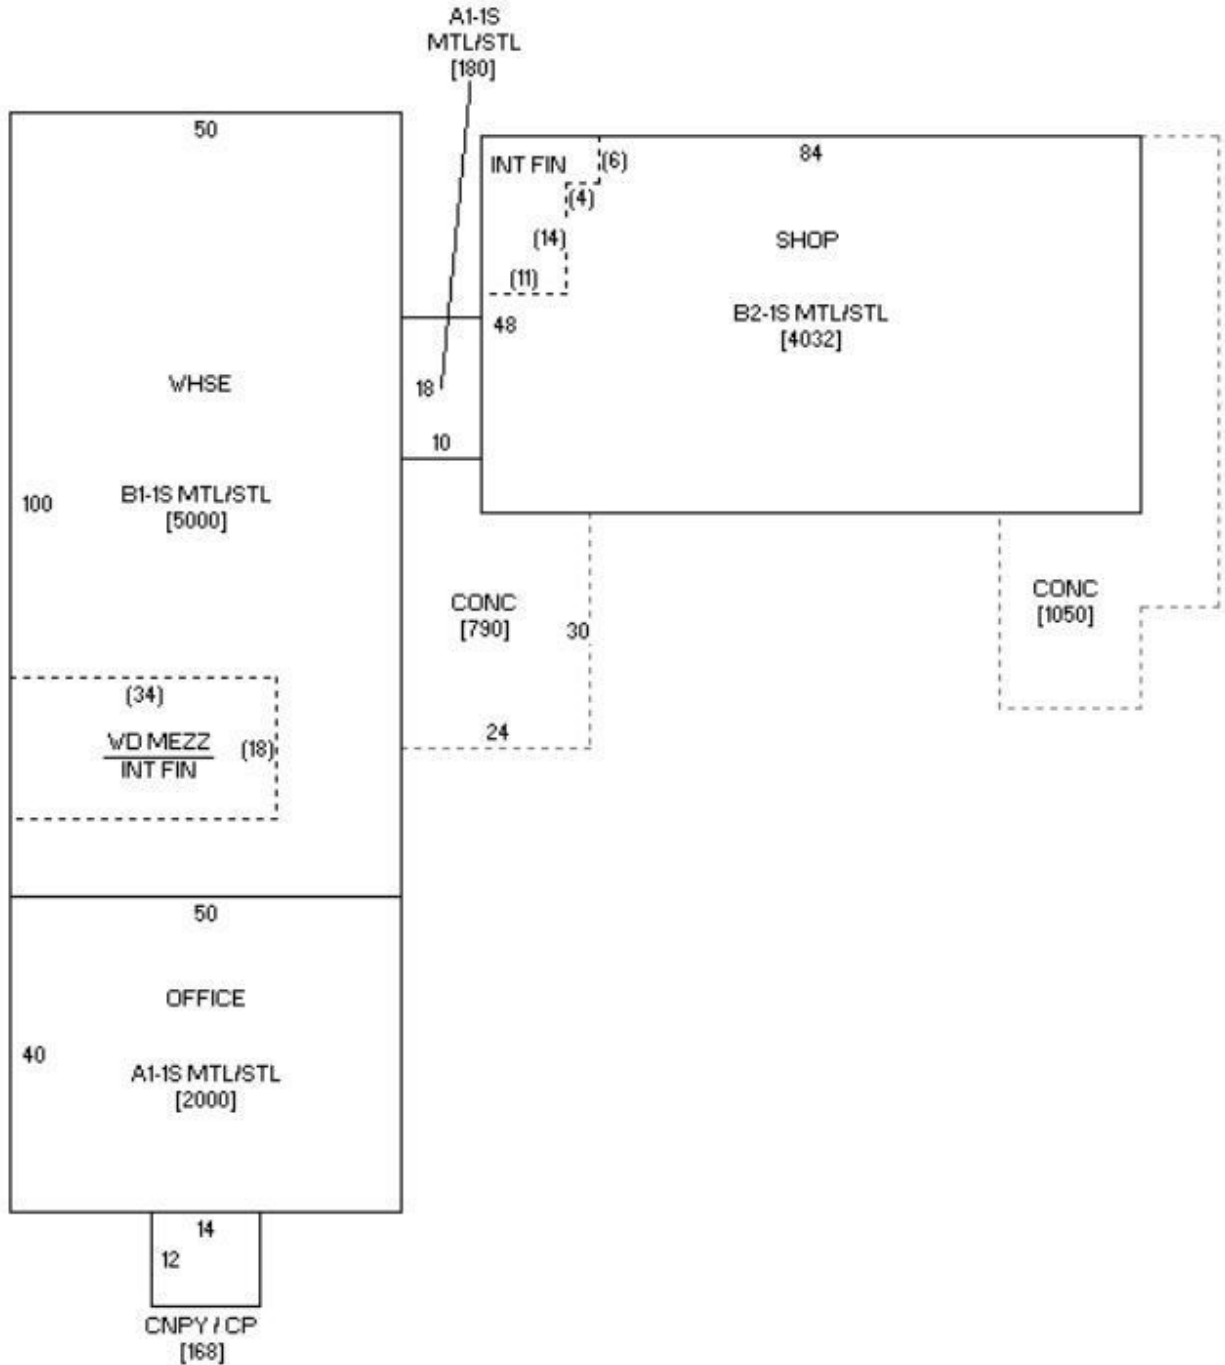 A1-1S
MTL/STL
[180]
50
84
INT FIN
(6)
(4)
(14)
(11)
SHOP
B2-1S MTL/STL
[4032]
48
18
10
WHSE
B1-1S MTL/STL
[5000]
100
CONC
[790]
30
24
CONC
[1050]
(34)
WD MEZZ
(18)
INT FIN
50
OFFICE
40
A1-1S MTL/STL
[2000]
14
12
CNPY / CP
[168]